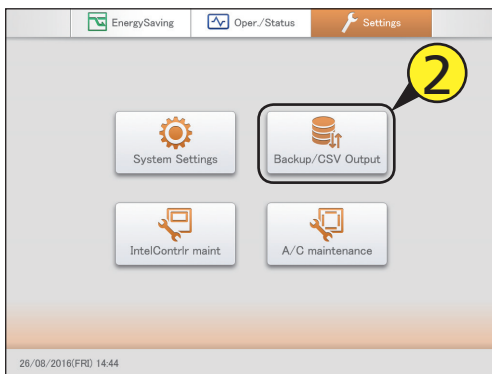 EnergySaving Oper./Status Settings
2
System Settings Backup/CSV Output
IntelContrlr maint A/C maintenance
26/08/2016(FRI) 14:44